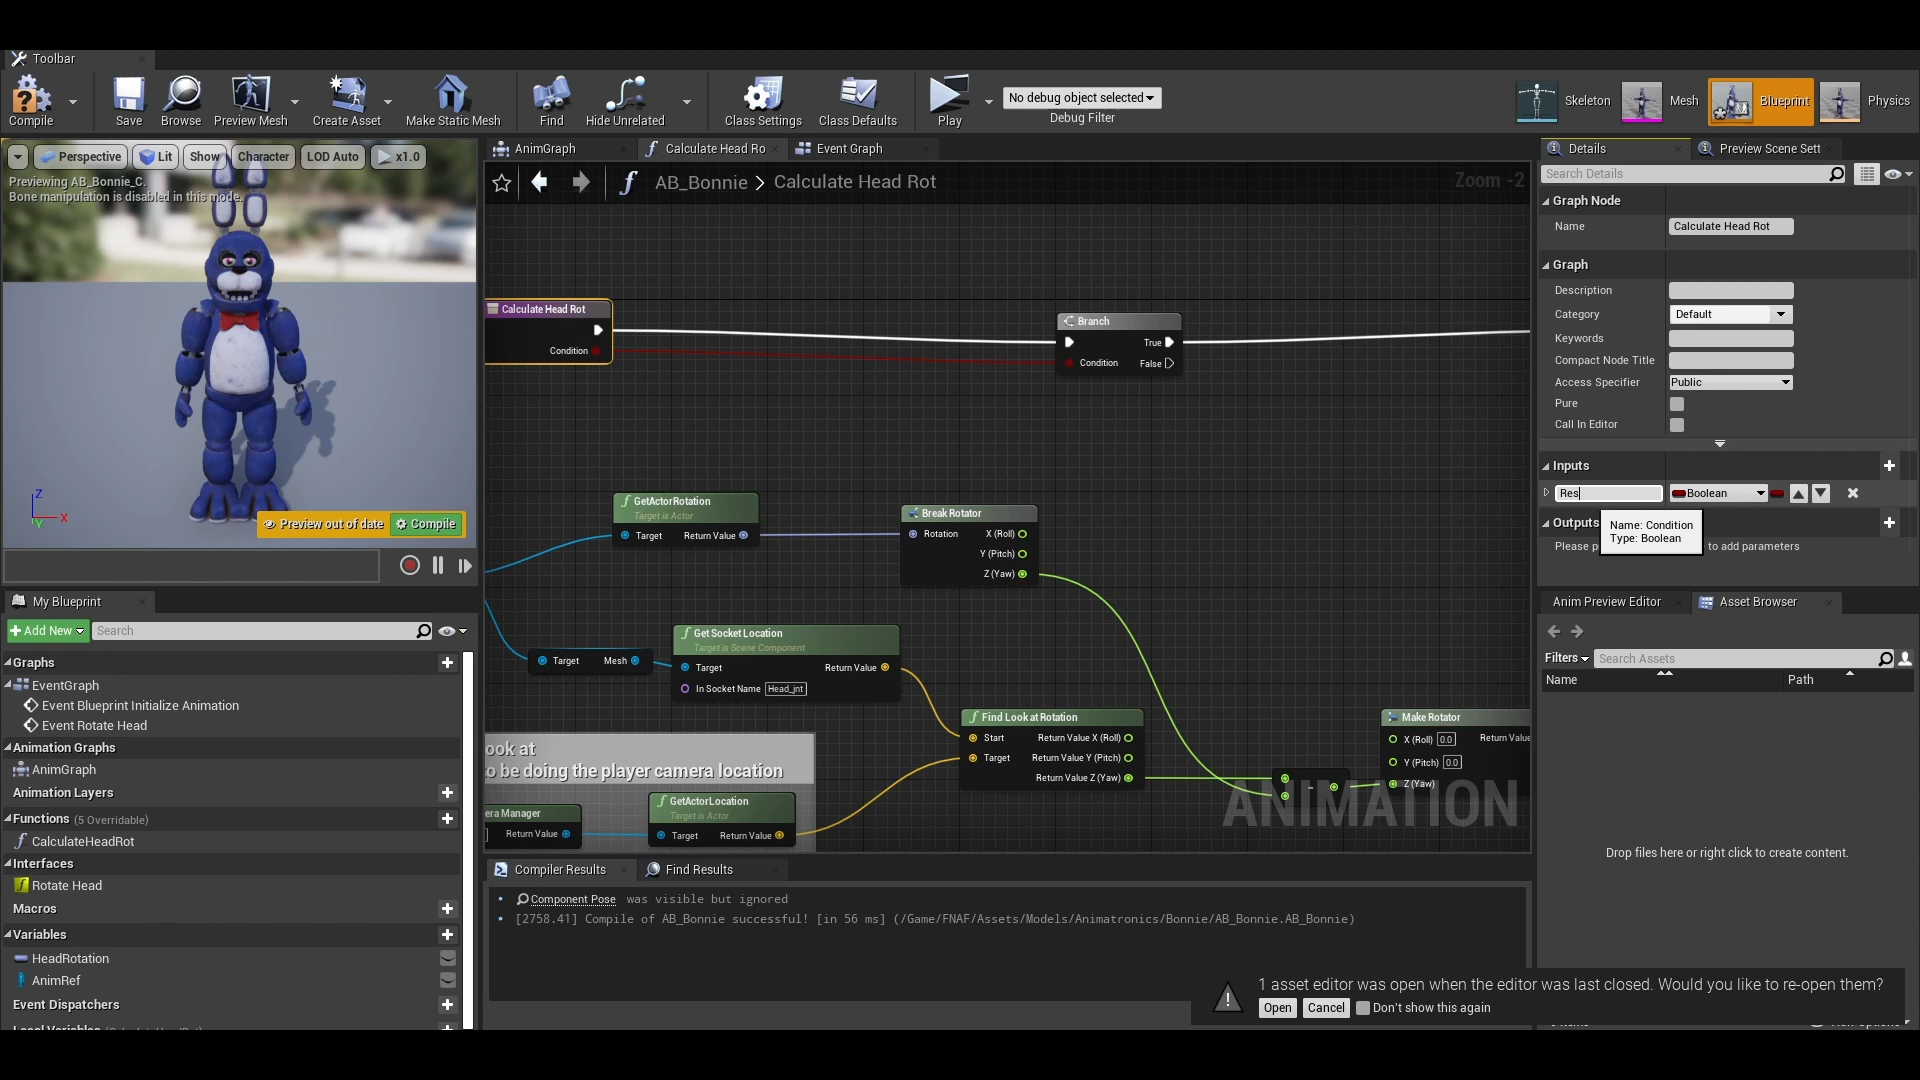 Toolbar
Compile
Save
Browse
Preview Mesh
Create Asset
Make Static Mesh
Find
Hide Unrelated
Class Settings
Class Defaults
Play
No debug object selected
Debug Filter
Skeleton
Mesh
Blueprint
Physics
Perspective
Lit
Show
Character
LOD Auto
x1.0
Previewing AB_Bonnie_C.
Bone manipulation is disabled in this mode.
Z
X
Y
Preview out of date
Compile
AnimGraph
Calculate Head Ro
Event Graph
AB_Bonnie > Calculate Head Rot
Zoom -2
Calculate Head Rot
Condition
Branch
True
Condition
False
GetActorRotation
Target is Actor
Target
Return Value
Break Rotator
Rotation
X (Roll)
Y (Pitch)
Z (Yaw)
Get Socket Location
Target is Scene Component
Target
Return Value
In Socket Name
Head_jnt
Target
Mesh
Find Look at Rotation
Start
Return Value X (Roll)
Target
Return Value Y (Pitch)
Return Value Z (Yaw)
Make Rotator
X (Roll) 0.0
Return Value
Y (Pitch) 0.0
Z (Yaw)
ook at
o be doing the player camera location
era Manager
Return Value
GetActorLocation
Target is Actor
Target
Return Value
ANIMATION
Compiler Results
Find Results
Component Pose was visible but ignored
[2758.41] Compile of AB_Bonnie successful! [in 56 ms] (/Game/FNAF/Assets/Models/Animatronics/Bonnie/AB_Bonnie.AB_Bonnie)
My Blueprint
Add New
Search
Graphs
EventGraph
Event Blueprint Initialize Animation
Event Rotate Head
Animation Graphs
AnimGraph
Animation Layers
Functions (5 Overridable)
CalculateHeadRot
Interfaces
Rotate Head
Macros
Variables
HeadRotation
AnimRef
Event Dispatchers
Details
Preview Scene Sett
Search Details
Graph Node
Name
Calculate Head Rot
Graph
Description
Category
Default
Keywords
Compact Node Title
Access Specifier
Public
Pure
Call In Editor
Inputs
Res
Boolean
Outputs
Name: Condition
Type: Boolean
Please p
to add parameters
Anim Preview Editor
Asset Browser
Filters
Search Assets
Name
Path
Drop files here or right click to create content.
1 asset editor was open when the editor was last closed. Would you like to re-open them?
Open
Cancel
Don't show this again